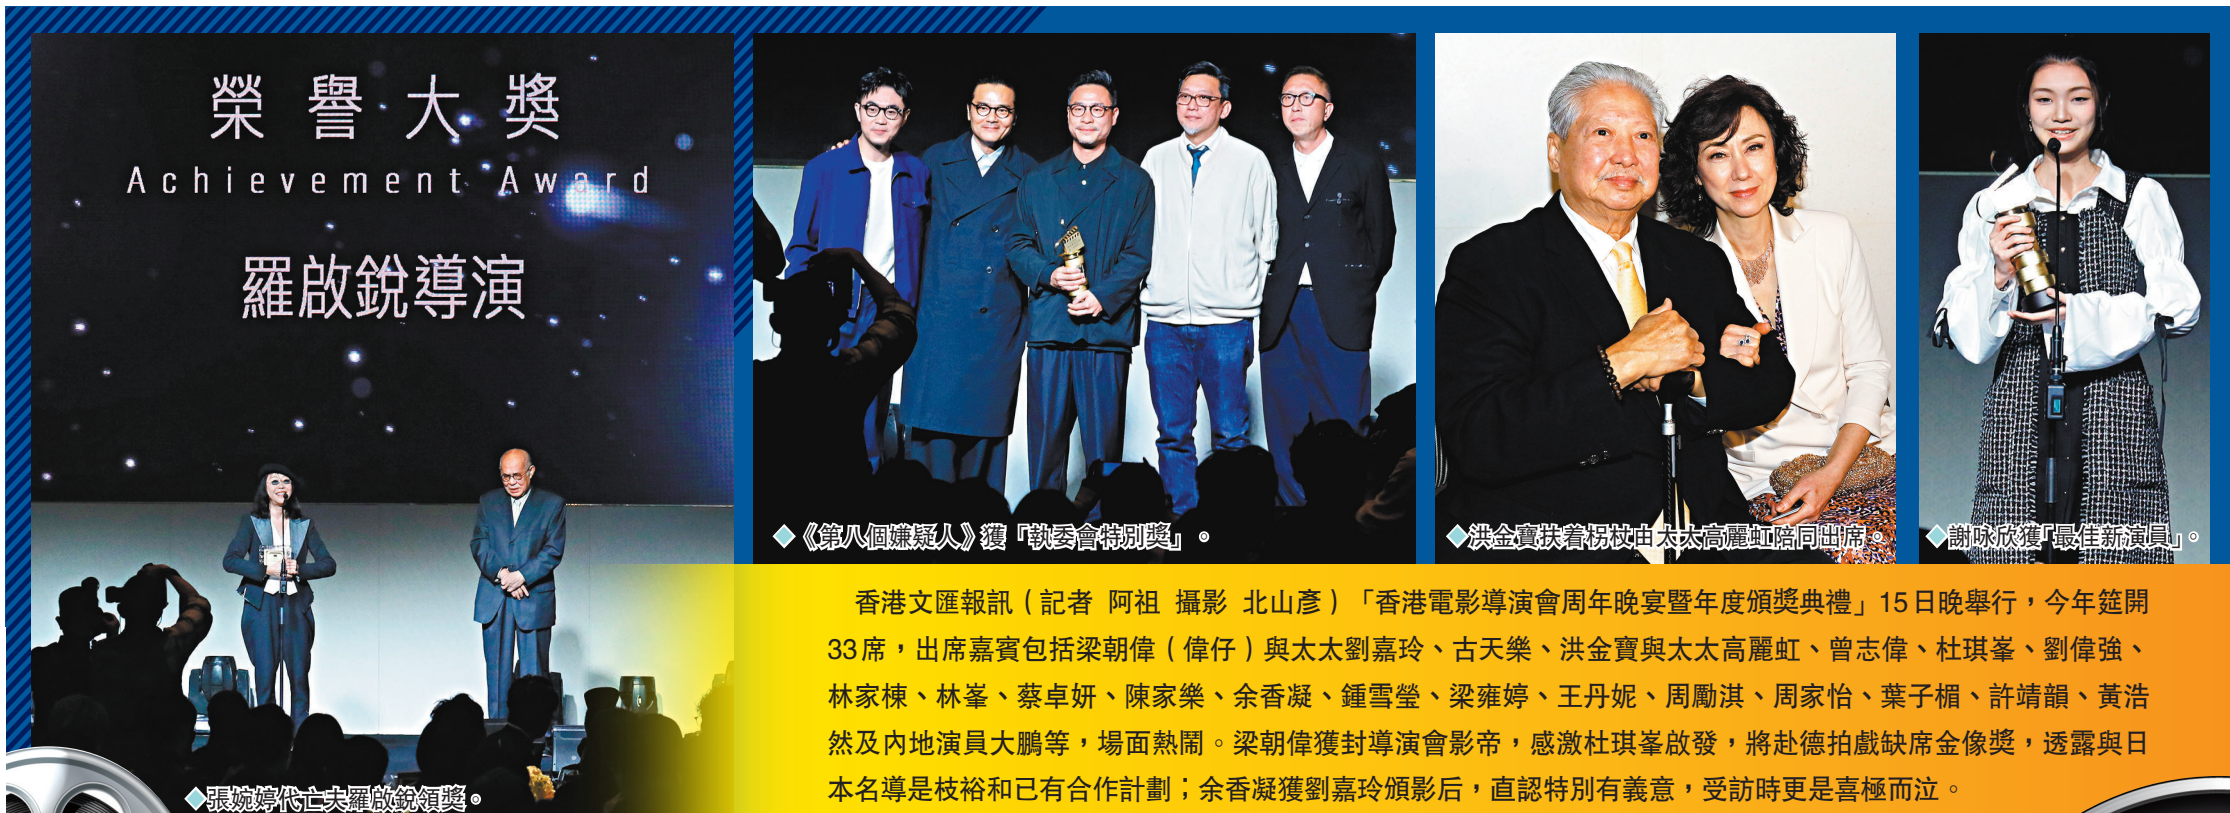 榮譽大獎
Achievement Award
羅啟銳導演
◆張婉婷代亡夫羅啟銳領獎。
◆《第八個嫌疑人》獲「執委會特別獎」。
◆洪金寶扶着枴杖由太太高麗虹陪同出席。
◆謝咏欣獲「最佳新演員」。
香港文匯報訊（記者 阿祖 攝影 北山彥）「香港電影導演會周年晚宴暨年度頒獎典禮」15日晚舉行，今年筵開
33席，出席嘉賓包括梁朝偉（偉仔）與太太劉嘉玲、古天樂、洪金寶與太太高麗虹、曾志偉、杜琪峯、劉偉強、
林家棟、林峯、蔡卓妍、陳家樂、余香凝、鍾雪瑩、梁雍婷、王丹妮、周勵淇、周家怡、葉子楣、許靖韻、黃浩
然及內地演員大鵬等，場面熱鬧。梁朝偉獲封導演會影帝，感激杜琪峯啟發，將赴德拍戲缺席金像獎，透露與日
本名導是枝裕和已有合作計劃；余香凝獲劉嘉玲頒影后，直認特別有義意，受訪時更是喜極而泣。